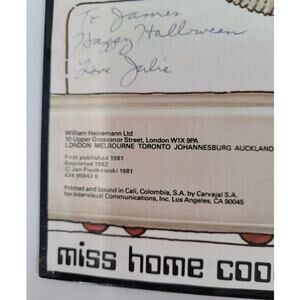 To James
Happy Halloween
Love Julie
William Heinemann Ltd
10 Upper Grosvenor Street, London W1X 9PA
LONDON MELBOURNE TORONTO JOHANNESBURG AUCKLAND
First published 1981
Reprinted 1982
© Jan Pieńkowski 1981
434 95643 0
Printed and bound in Cali, Colombia, S.A. by Carvajal S.A.
for Intervisual Communications, Inc. Los Angeles, CA 90045
miss home coo